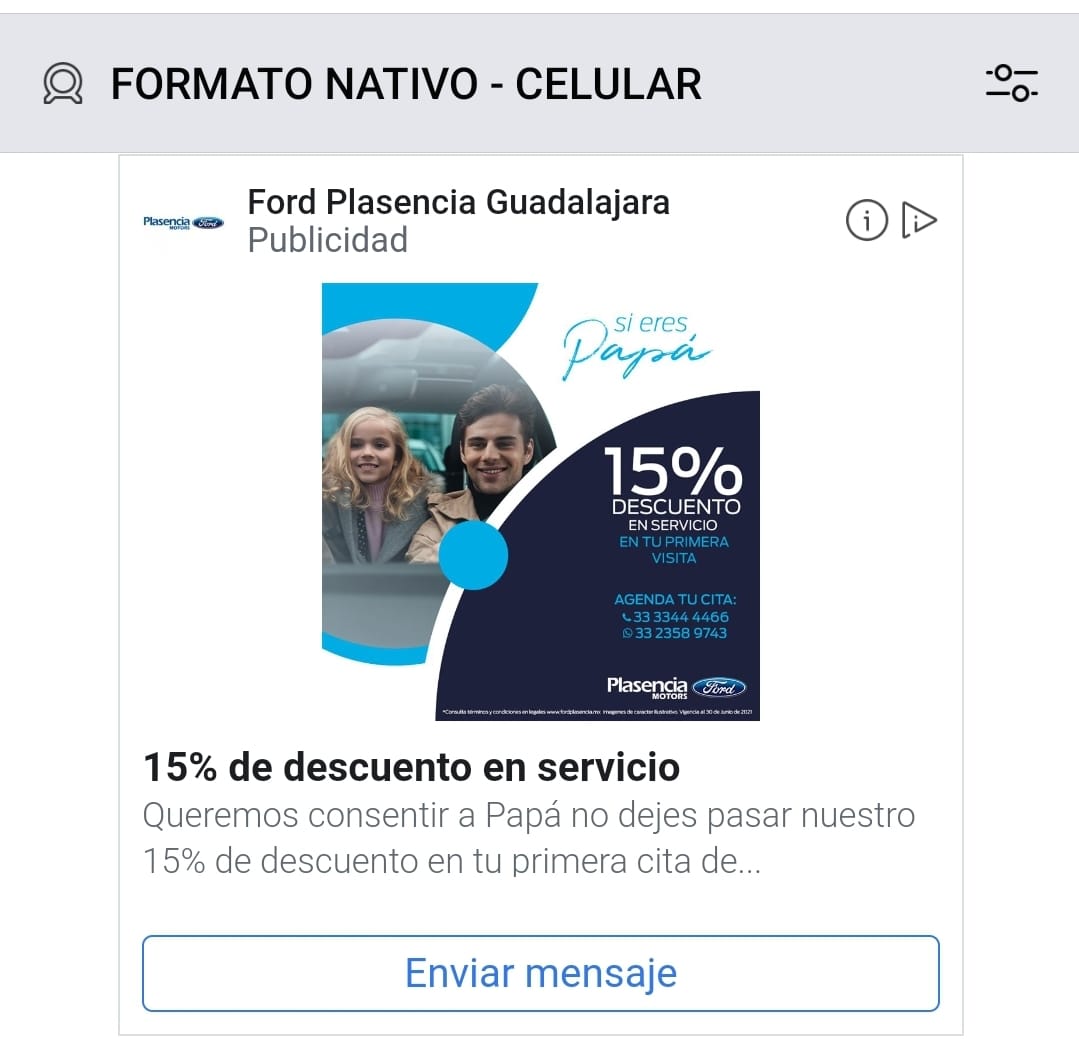 FORMATO NATIVO - CELULAR
Plasencia Ford
MOTORS
Ford Plasencia Guadalajara
Publicidad
si eres
Papá
15%
DESCUENTO
EN SERVICIO
EN TU PRIMERA
VISITA
AGENDA TU CITA:
33 3344 4466
33 2358 9743
Plasencia Ford
MOTORS
*Consulta términos y condiciones en legales www.fordplasencia.mx Imagenes de caracter ilustrativo. Vigencia al 30 de Junio de 2021
15% de descuento en servicio
Queremos consentir a Papá no dejes pasar nuestro
15% de descuento en tu primera cita de...
Enviar mensaje